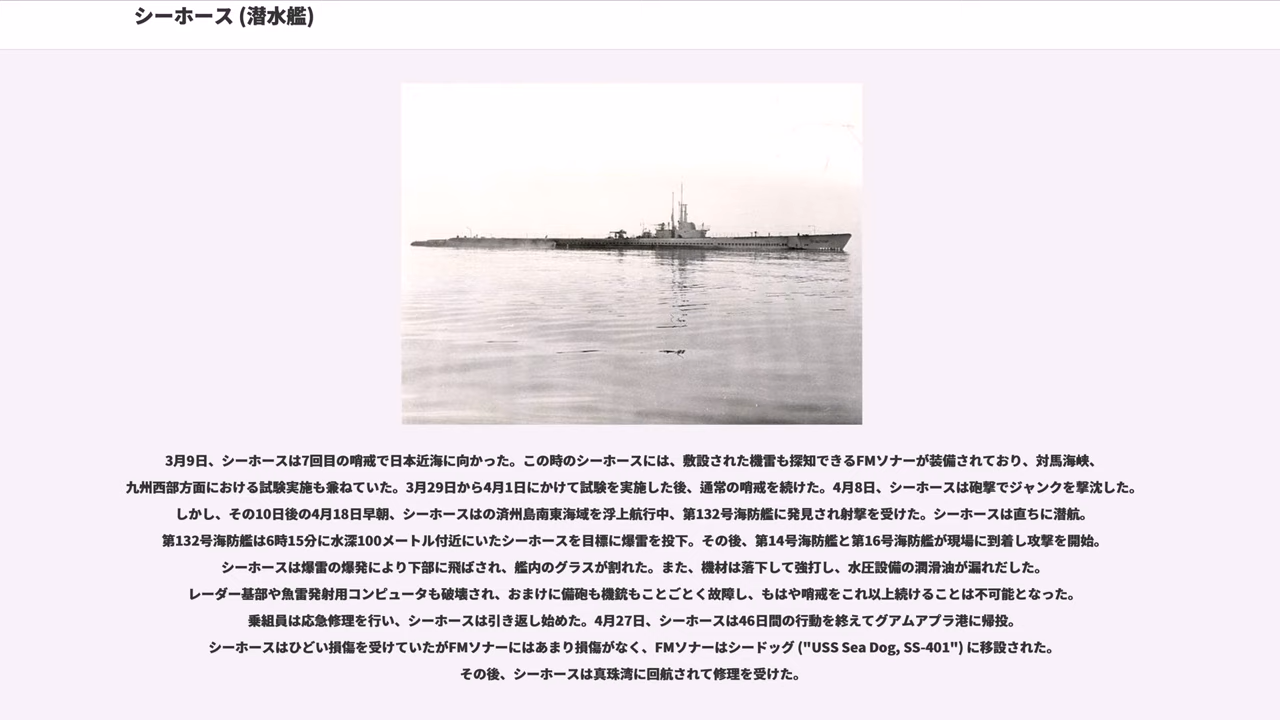 シーホース (潜水艦)
3月9日、シーホースは7回目の哨戒で日本近海に向かった。この時のシーホースには、敷設された機雷も探知できるFMソナーが装備されており、対馬海峡、
九州西部方面における試験実施も兼ねていた。3月29日から4月1日にかけて試験を実施した後、通常の哨戒を続けた。4月8日、シーホースは砲撃でジャンクを撃沈した。
しかし、その10日後の4月18日早朝、シーホースはの済州島南東海域を浮上航行中、第132号海防艦に発見され射撃を受けた。シーホースは直ちに潜航。
第132号海防艦は6時15分に水深100メートル付近にいたシーホースを目標に爆雷を投下。その後、第14号海防艦と第16号海防艦が現場に到着し攻撃を開始。
シーホースは爆雷の爆発により下部に飛ばされ、艦内のグラスが割れた。また、機材は落下して強打し、水圧設備の潤滑油が漏れだした。
レーダー基部や魚雷発射用コンピュータも破壊され、おまけに備砲も機銃もことごとく故障し、もはや哨戒をこれ以上続けることは不可能となった。
乗組員は応急修理を行い、シーホースは引き返し始めた。4月27日、シーホースは46日間の行動を終えてグアムアプラ港に帰投。
シーホースはひどい損傷を受けていたがFMソナーにはあまり損傷がなく、FMソナーはシードッグ ("USS Sea Dog, SS-401") に移設された。
その後、シーホースは真珠湾に回航されて修理を受けた。